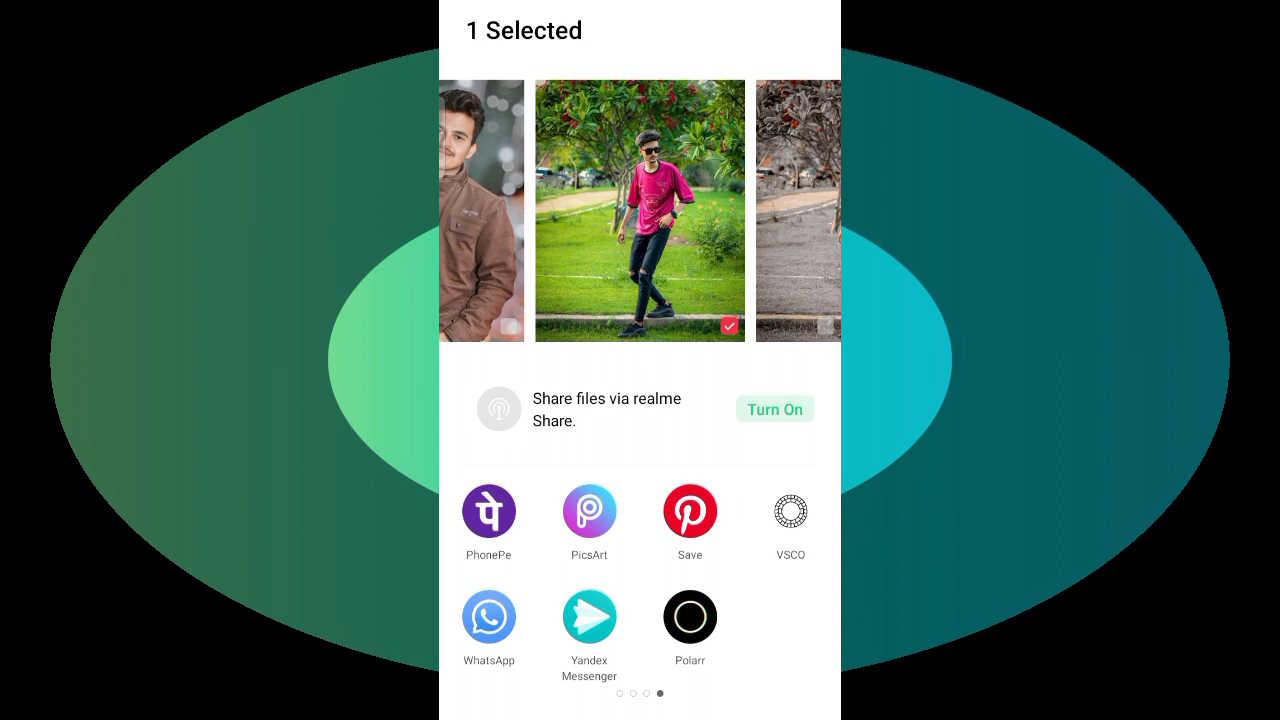 1 Selected
Share files via realme
Share.
Turn On
पे
PhonePe
PicsArt
Save
VSCO
WhatsApp
Yandex
Messenger
Polarr